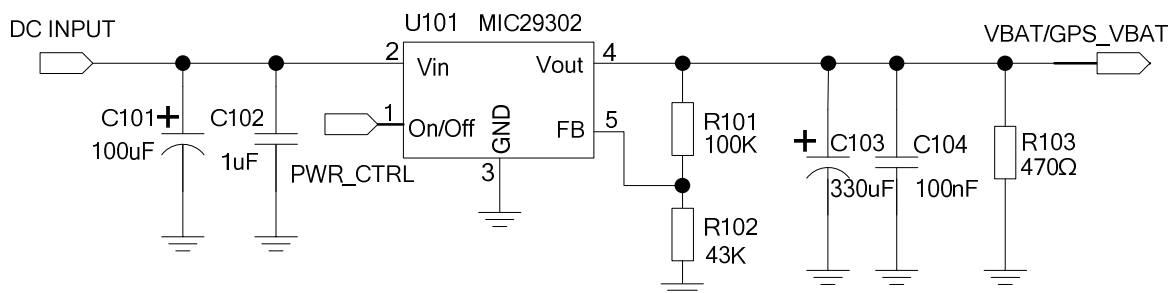 DC INPUT
U101 MIC29302
VBAT/GPS_VBAT
2
Vin
Vout
4
C101
+
100uF
C102
1uF
1
On/Off
PWR_CTRL
GND
3
FB
5
R101
100K
R102
43K
+
C103
330uF
C104
100nF
R103
470Ω